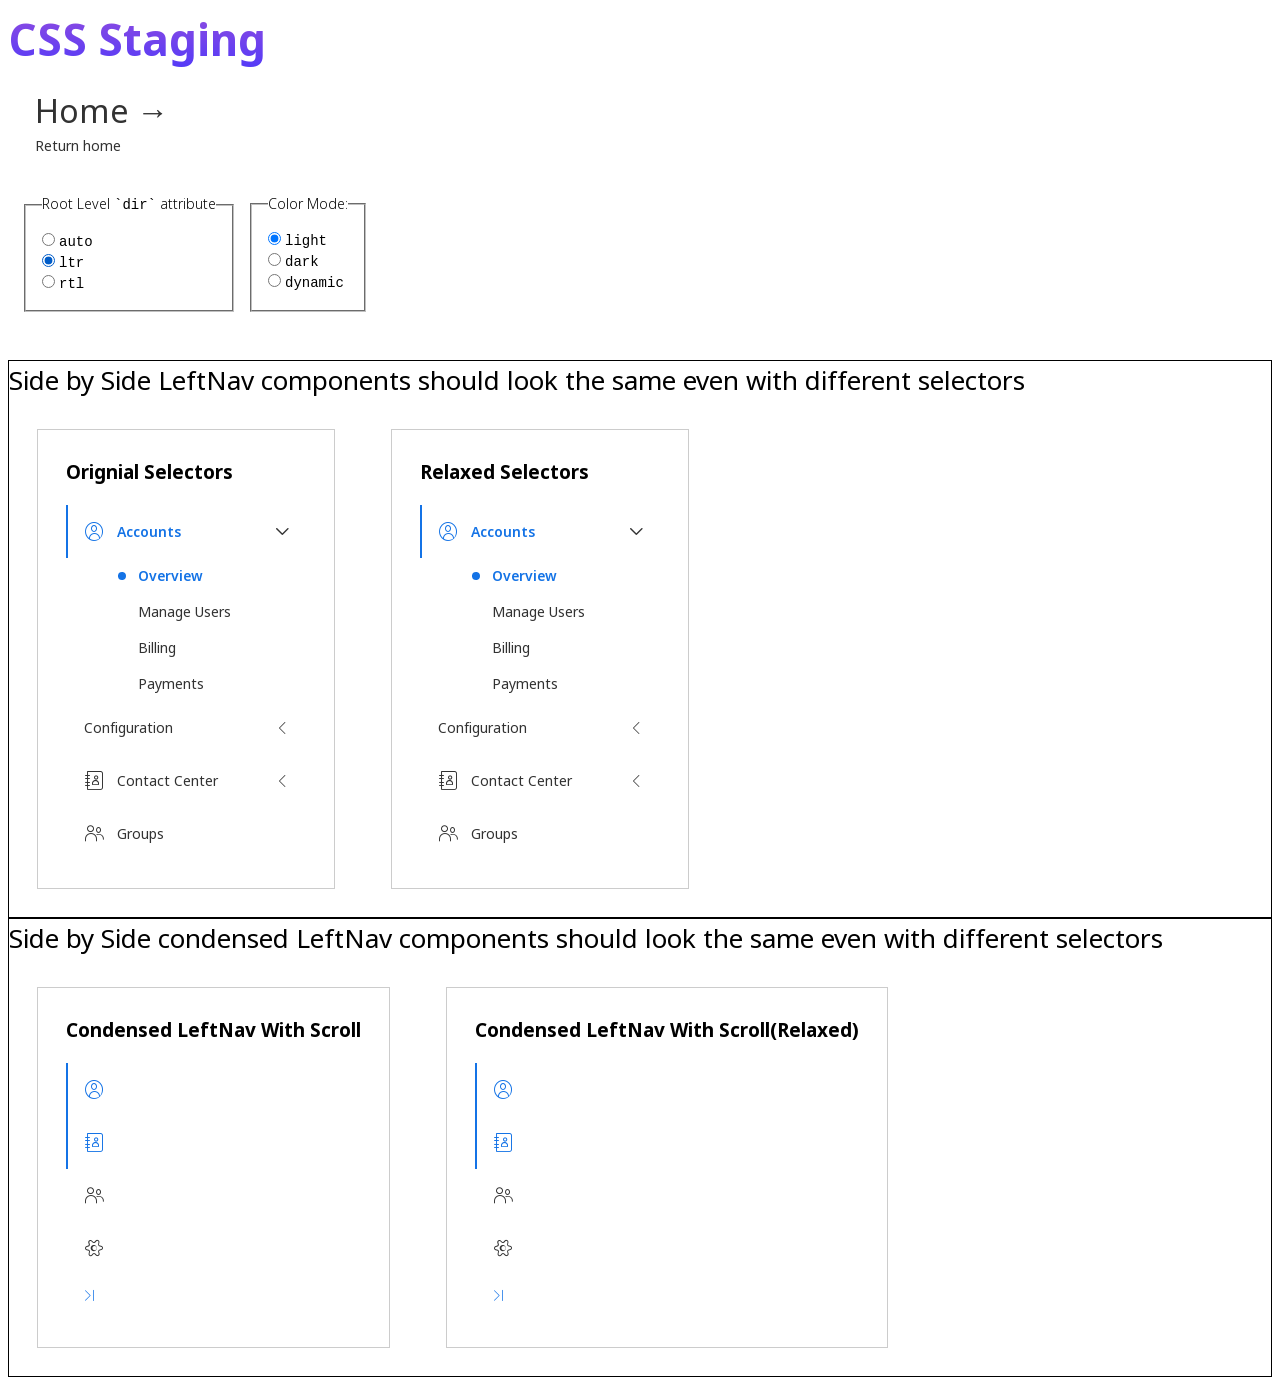 CSS Staging
Home →
Return home
Root Level `dir` attribute
auto
ltr
rtl
Color Mode:
light
dark
dynamic
Side by Side LeftNav components should look the same even with different selectors
Orignial Selectors
Accounts
Overview
Manage Users
Billing
Payments
Configuration
Contact Center
Groups
Relaxed Selectors
Accounts
Overview
Manage Users
Billing
Payments
Configuration
Contact Center
Groups
Side by Side condensed LeftNav components should look the same even with different selectors
Condensed LeftNav With Scroll
Condensed LeftNav With Scroll(Relaxed)